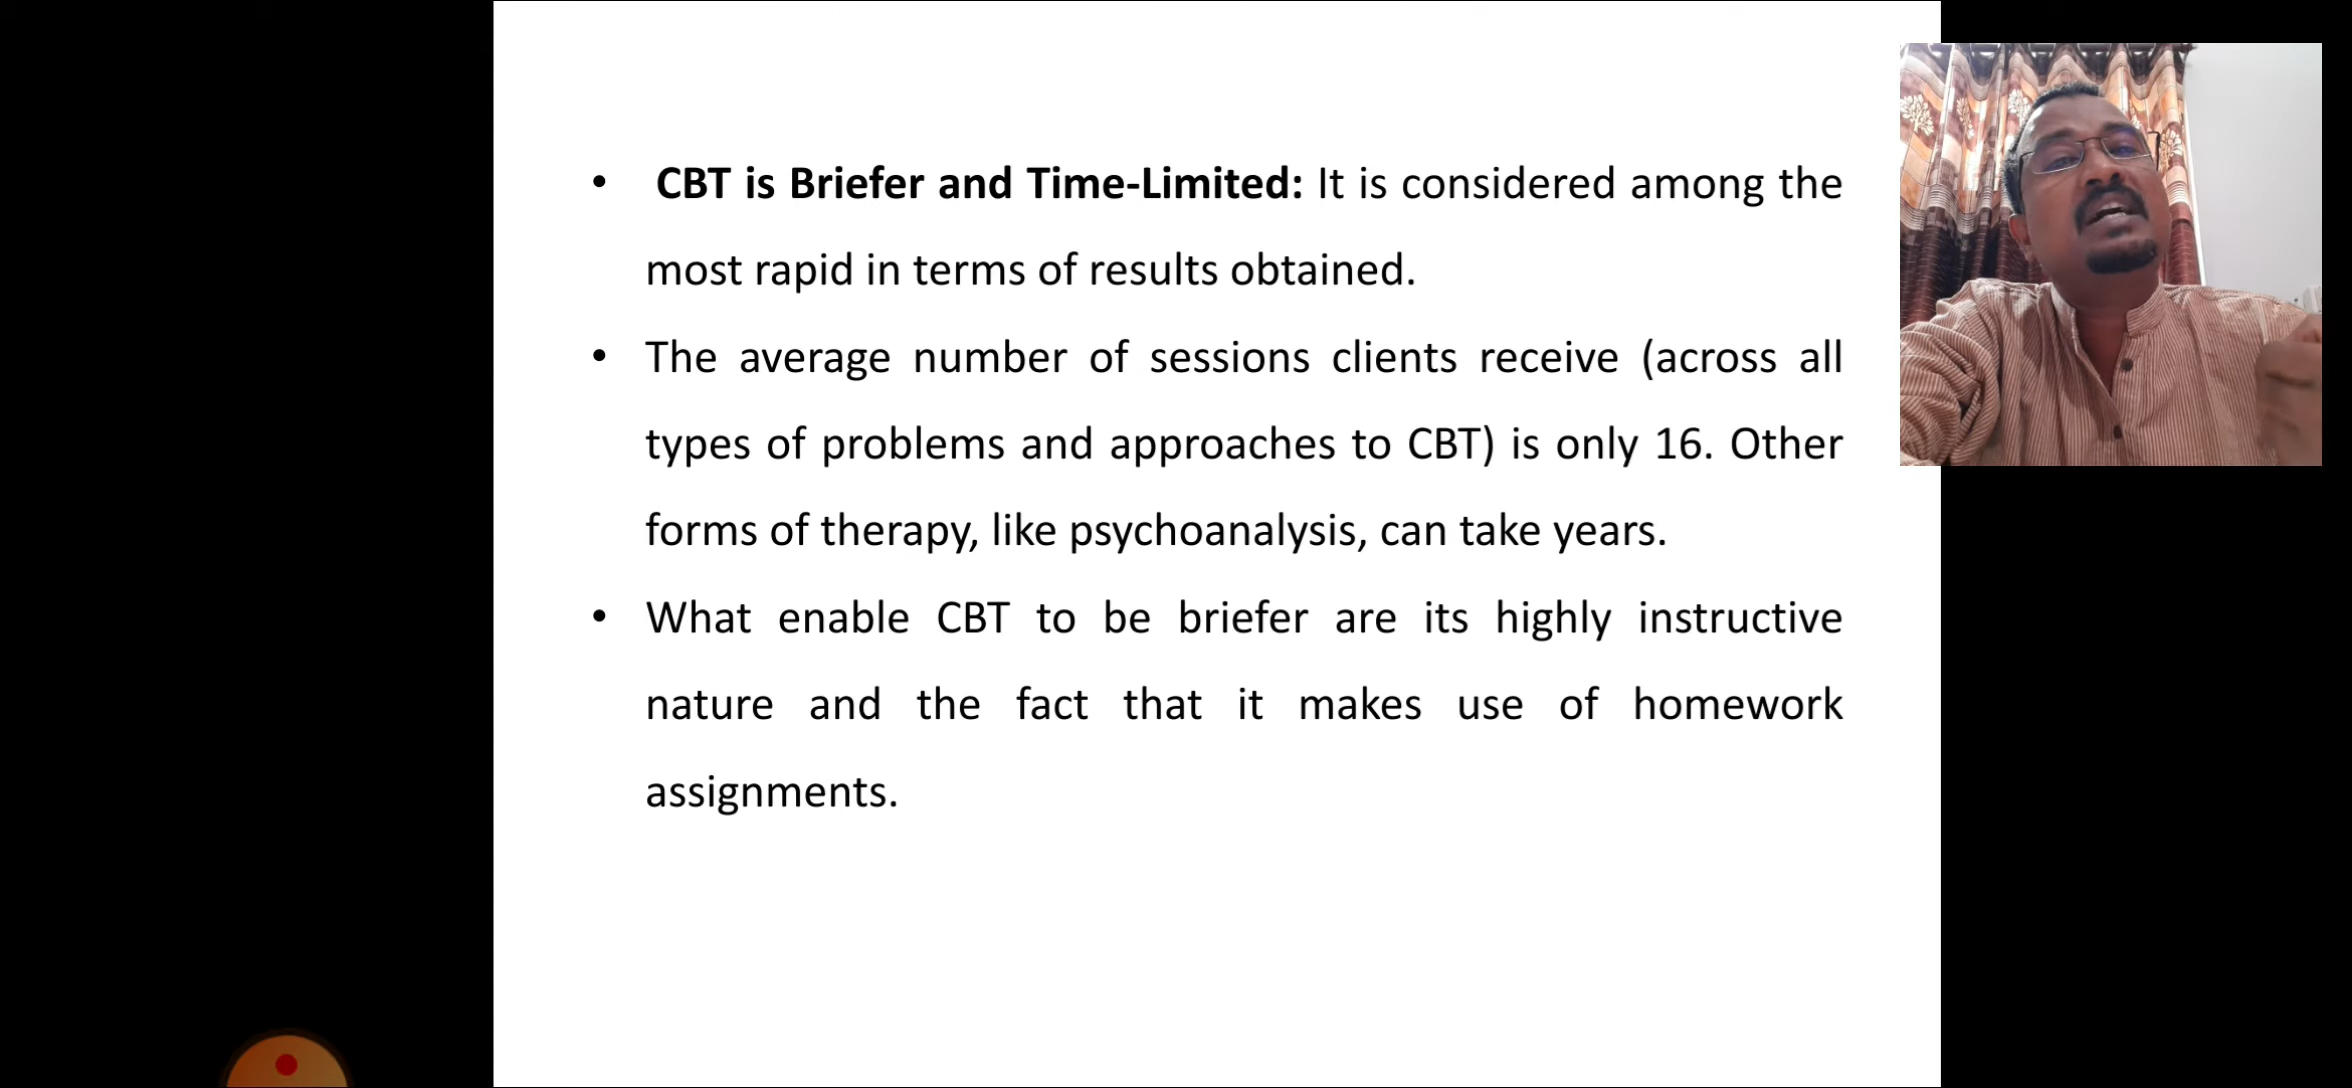 • CBT is Briefer and Time-Limited: It is considered among the
most rapid in terms of results obtained.
• The average number of sessions clients receive (across all
types of problems and approaches to CBT) is only 16. Other
forms of therapy, like psychoanalysis, can take years.
• What enable CBT to be briefer are its highly instructive
nature and the fact that it makes use of homework
assignments.